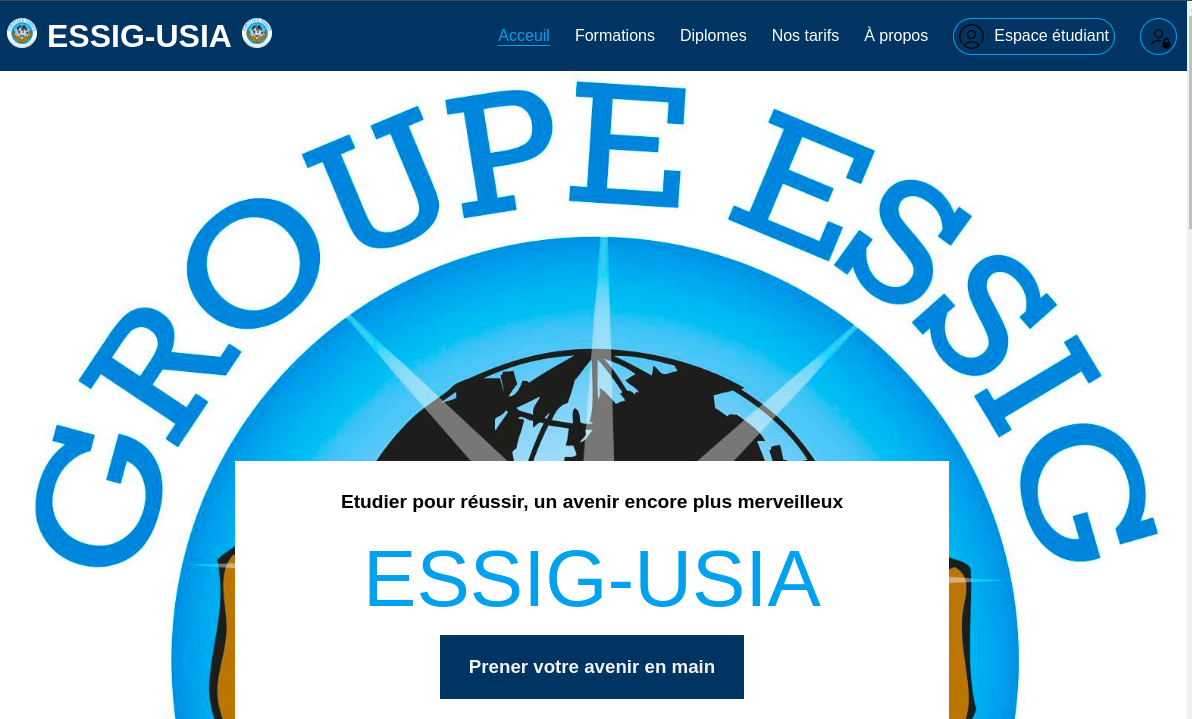 ESSIG-USIA
Acceuil
Formations
Diplomes
Nos tarifs
À propos
Espace étudiant
GROUPE ESSIG
Etudier pour réussir, un avenir encore plus merveilleux
ESSIG-USIA
Prener votre avenir en main